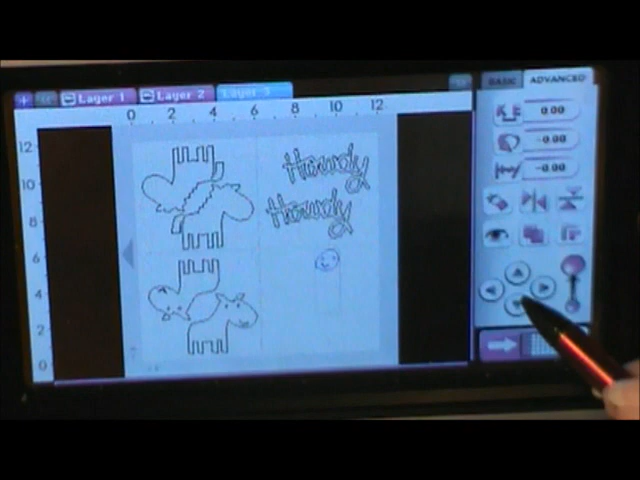 BASIC ADVANCED
+ Layer 1 Layer 2 Layer 3
0 2 4 6 8 10 12
12
10
8
6
4
2
0
0.00
-0.00
-0.00
Howdy
Howdy